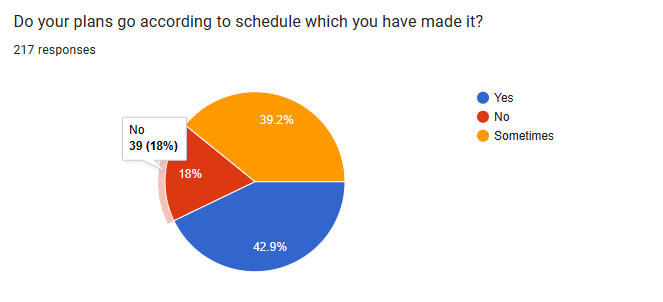 Do your plans go according to schedule which you have made it?
217 responses
Yes
No
Sometimes
No
39 (18%)
39.2%
18%
42.9%